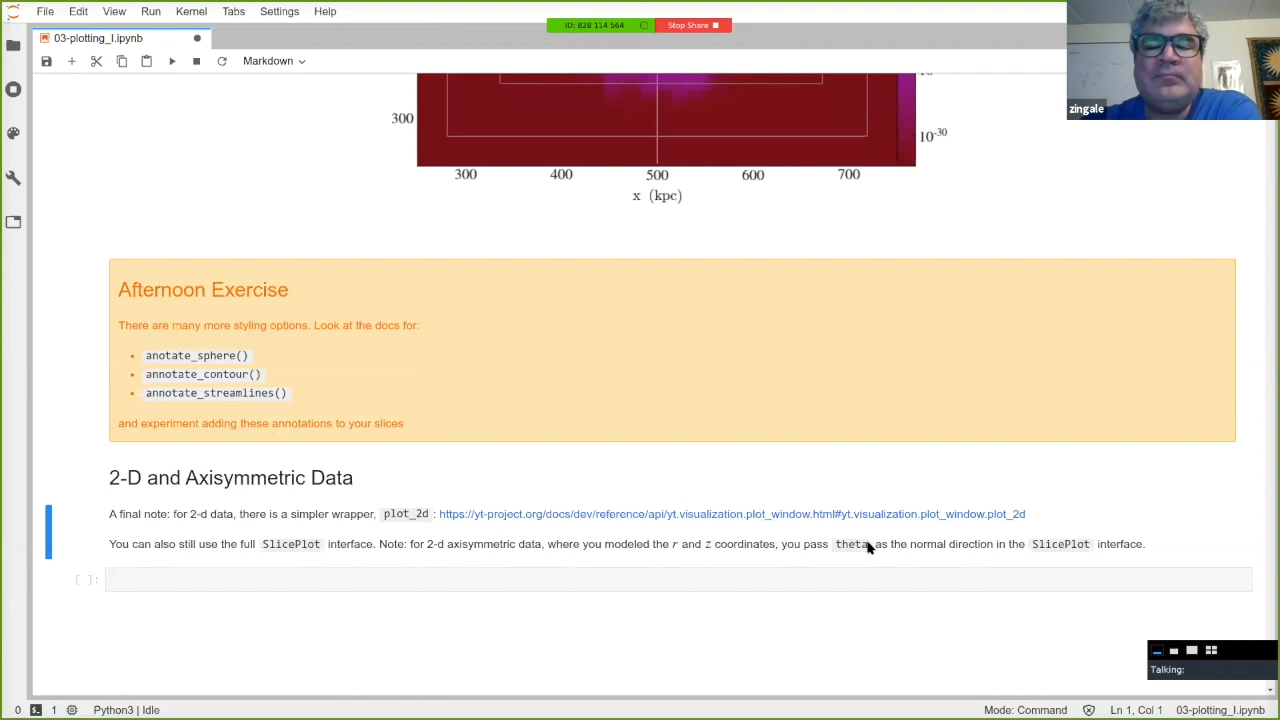 File Edit View Run Kernel Tabs Settings Help
ID: 828 114 564 Stop Share
03-plotting_I.ipynb
Markdown
zingale
300
10-30
300 400 500 600 700
x (kpc)
Afternoon Exercise
There are many more styling options. Look at the docs for:
• anotate_sphere()
• annotate_contour()
• annotate_streamlines()
and experiment adding these annotations to your slices
2-D and Axisymmetric Data
A final note: for 2-d data, there is a simpler wrapper, plot_2d : https://yt-project.org/docs/dev/reference/api/yt.visualization.plot_window.html#yt.visualization.plot_window.plot_2d
You can also still use the full SlicePlot interface. Note: for 2-d axisymmetric data, where you modeled the r and z coordinates, you pass theta as the normal direction in the SlicePlot interface.
[ ]:
Talking:
0 1 Python3 | Idle Mode: Command Ln 1, Col 1 03-plotting_I.ipynb